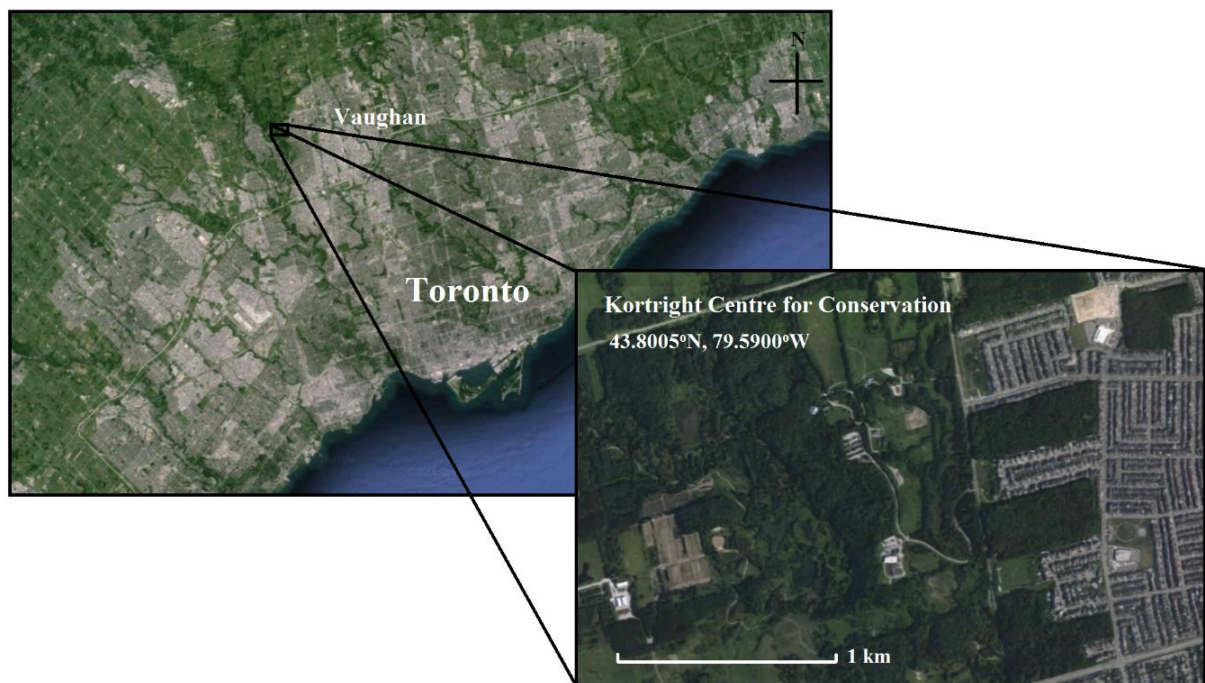 N
Vaughan
Toronto
Kortright Centre for Conservation
43.8005ºN, 79.5900ºW
1 km